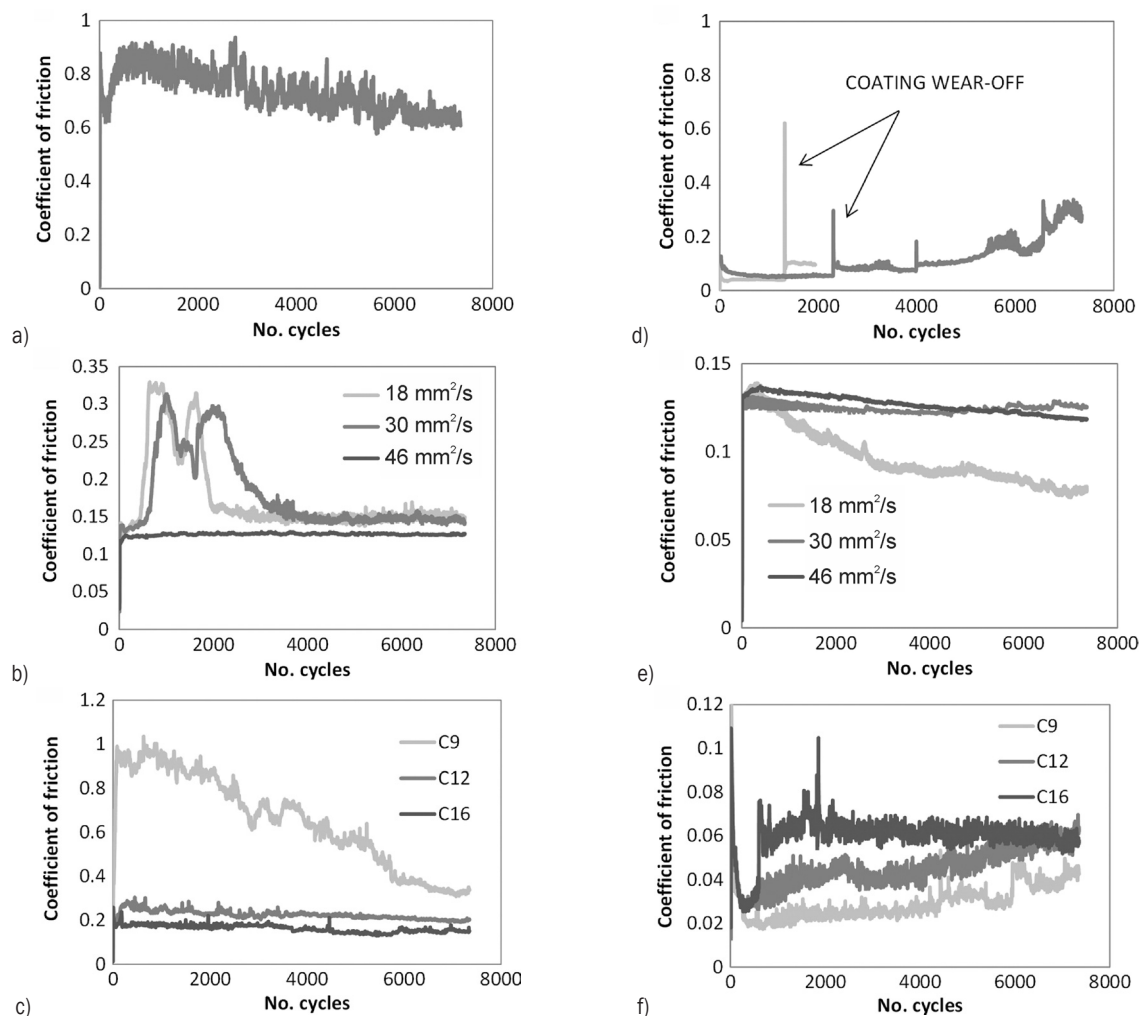 1
0.8
0.6
0.4
0.2
0
Coefficient of friction
0 2000 4000 6000 8000
No. cycles
a)
0.35
0.3
0.25
0.2
0.15
0.1
0.05
0
Coefficient of friction
18 mm²/s
30 mm²/s
46 mm²/s
0 2000 4000 6000 8000
No. cycles
b)
1.2
1
0.8
0.6
0.4
0.2
0
Coefficient of friction
C9
C12
C16
0 2000 4000 6000 8000
No. cycles
c)
1
0.8
0.6
0.4
0.2
0
Coefficient of friction
COATING WEAR-OFF
0 2000 4000 6000 8000
No. cycles
d)
0.15
0.1
0.05
0
Coefficient of friction
18 mm²/s
30 mm²/s
46 mm²/s
0 2000 4000 6000 8000
No. cycles
e)
0.12
0.1
0.08
0.06
0.04
0.02
0
Coefficient of friction
C9
C12
C16
0 2000 4000 6000 8000
No. cycles
f)